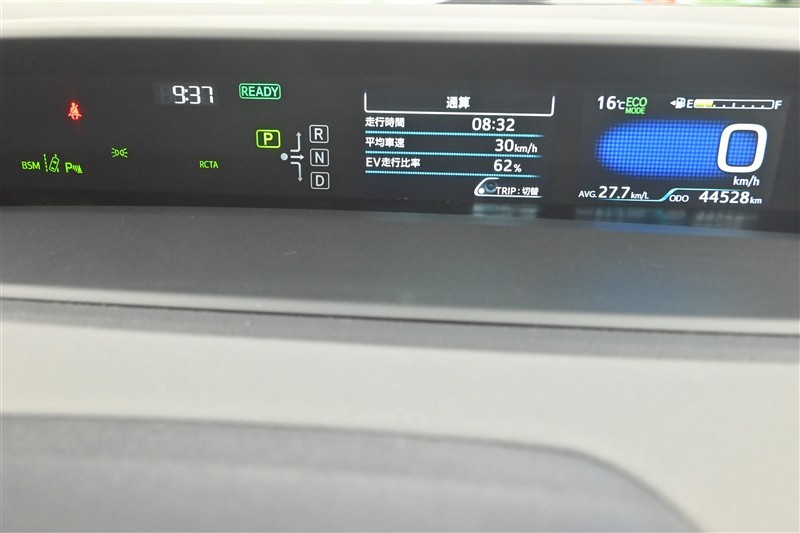 9:37
READY
BSM
P
RCTA
P
R
N
D
通算
走行時間 08:32
平均車速 30km/h
EV走行比率 62%
TRIP:切替
16℃ ECO MODE
E F
0
km/h
AVG. 27.7 km/L
ODO 44528 km